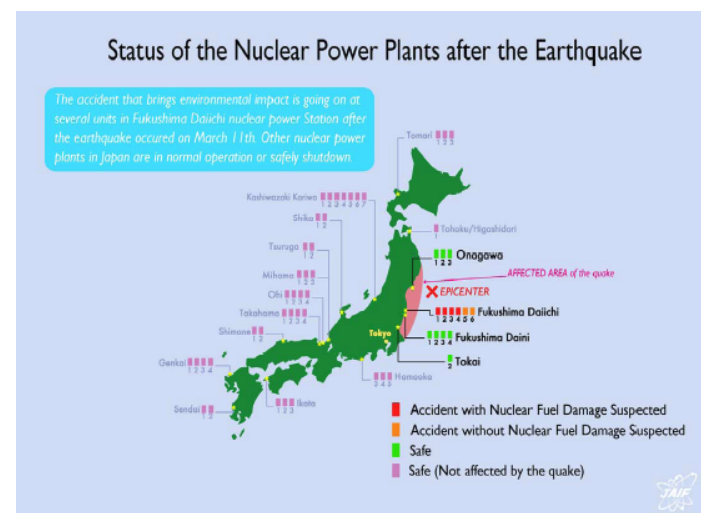 Status of the Nuclear Power Plants after the Earthquake
The accident that brings environmental impact is going on at
several units in Fukushima Daiichi nuclear power Station after
the earthquake occured on March 11th. Other nuclear power
plants in Japan are in normal operation or safely shutdown.
Tomari
1 2 3
Kashiwazaki Kariwa
1 2 3 4 5 6 7
Shika
1 2
Tohoku/Higashidori
1
Tsuruga
1 2
Onagawa
1 2 3
AFFECTED AREA of the quake
Mihama
1 2 3
EPICENTER
Ohi
1 2 3 4
Takahama
1 2 3 4
Fukushima Daiichi
1 2 3 4 5 6
Shimane
1 2
Tokyo
Fukushima Daini
1 2 3 4
Tokai
2
Genkai
1 2 3 4
Hamaoka
3 4 5
Sendai
1 2
Ikata
1 2 3
Accident with Nuclear Fuel Damage Suspected
Accident without Nuclear Fuel Damage Suspected
Safe
Safe (Not affected by the quake)
JAIF